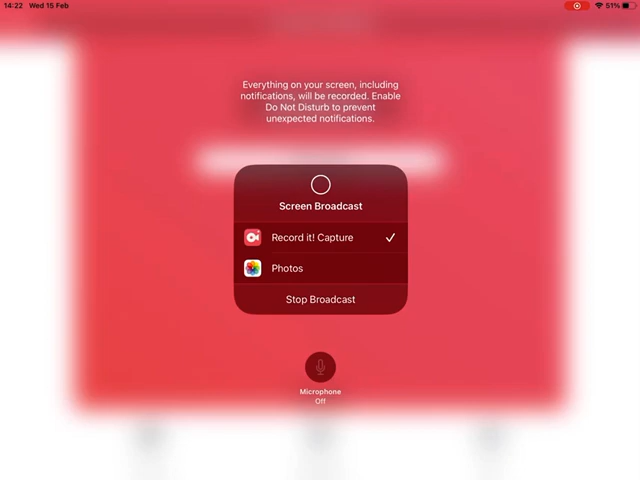 14:22 Wed 15 Feb
51%
Everything on your screen, including
notifications, will be recorded. Enable
Do Not Disturb to prevent
unexpected notifications.
Screen Broadcast
Record it! Capture
Photos
Stop Broadcast
Microphone
Off